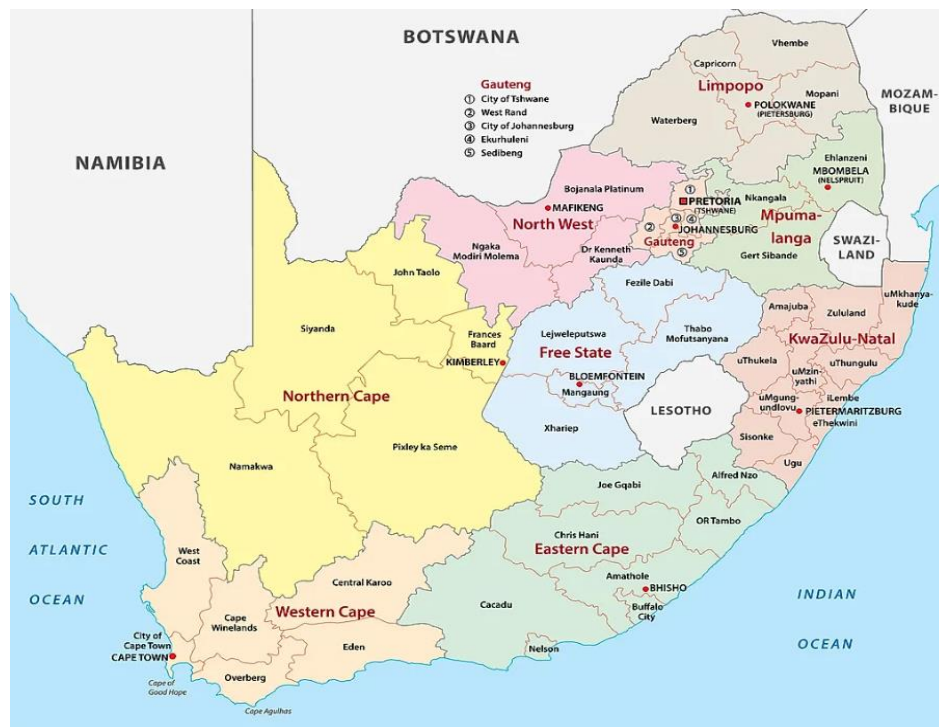 BOTSWANA
Gauteng
① City of Tshwane
② West Rand
③ City of Johannesburg
④ Ekurhuleni
⑤ Sedibeng
NAMIBIA
MOZAM-
BIQUE
Vhembe
Capricorn
Limpopo
Mopani
POLOKWANE
(PIETERSBURG)
Waterberg
Ehlanzeni
MBOMBELA
(NELSPRUIT)
Bojanala Platinum
MAFIKENG
North West
Ngaka
Modiri Molema
Dr Kenneth
Kaunda
①
PRETORIA
(TSHWANE)
② ③ ④
JOHANNESBURG
Gauteng
⑤
Nkangala
Mpuma-
langa
Gert Sibande
SWAZI-
LAND
John Taolo
Siyanda
Frances
Baard
KIMBERLEY
Northern Cape
Pixley ka Seme
Namakwa
Fezile Dabi
Lejweleputswa
Thabo
Mofutsanyana
Free State
BLOEMFONTEIN
Mangaung
Xhariep
LESOTHO
uMkhanya-
kude
Amajuba
Zululand
KwaZulu-Natal
uThukela
uThungulu
uMzin-
yathi
uMgung-
undlovu
iLembe
PIETERMARITZBURG
eThekwini
Sisonke
Ugu
Joe Gqabi
Alfred Nzo
OR Tambo
Chris Hani
Eastern Cape
Amathole
BHISHO
Buffalo
City
Cacadu
Nelson
West
Coast
Central Karoo
Western Cape
Cape
Winelands
City of
Cape Town
CAPE TOWN
Eden
Overberg
Cape of
Good Hope
Cape Agulhas
SOUTH
ATLANTIC
OCEAN
INDIAN
OCEAN